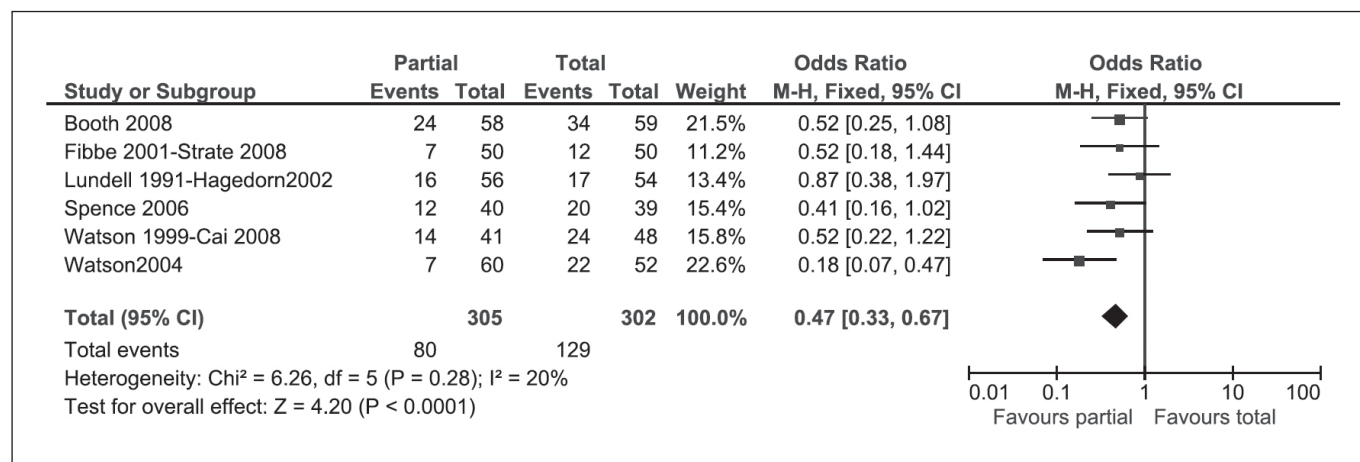 Partial Total Odds Ratio Odds Ratio
Study or Subgroup Events Total Events Total Weight M-H, Fixed, 95% CI M-H, Fixed, 95% CI
Booth 2008 24 58 34 59 21.5% 0.52 [0.25, 1.08]
Fibbe 2001-Strate 2008 7 50 12 50 11.2% 0.52 [0.18, 1.44]
Lundell 1991-Hagedorn2002 16 56 17 54 13.4% 0.87 [0.38, 1.97]
Spence 2006 12 40 20 39 15.4% 0.41 [0.16, 1.02]
Watson 1999-Cai 2008 14 41 24 48 15.8% 0.52 [0.22, 1.22]
Watson2004 7 60 22 52 22.6% 0.18 [0.07, 0.47]
Total (95% CI) 305 302 100.0% 0.47 [0.33, 0.67]
Total events 80 129
Heterogeneity: Chi² = 6.26, df = 5 (P = 0.28); I² = 20%
Test for overall effect: Z = 4.20 (P < 0.0001)
0.01 0.1 1 10 100
Favours partial Favours total